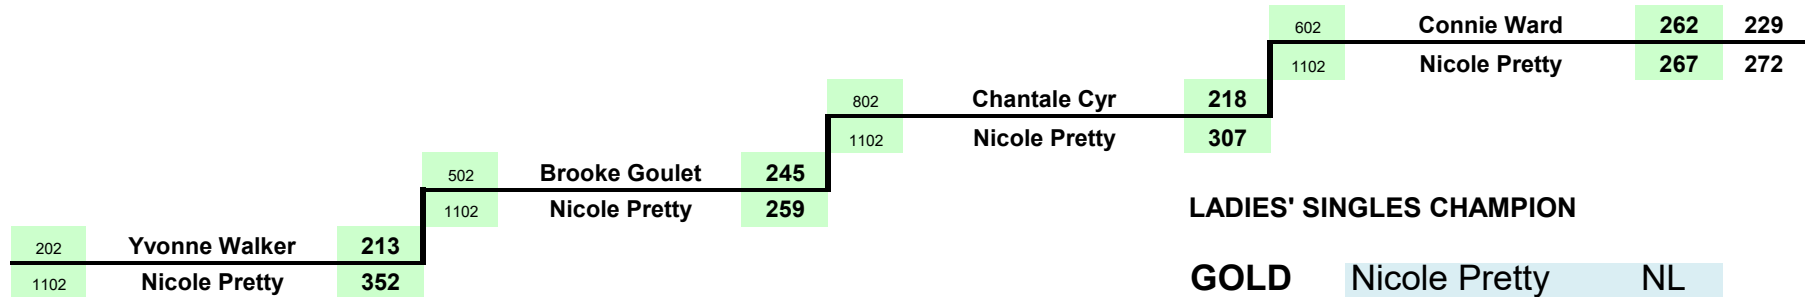 602 Connie Ward 262 229
1102 Nicole Pretty 267 272
802 Chantale Cyr 218
1102 Nicole Pretty 307
502 Brooke Goulet 245
1102 Nicole Pretty 259
LADIES' SINGLES CHAMPION
202 Yvonne Walker 213
1102 Nicole Pretty 352
GOLD Nicole Pretty NL